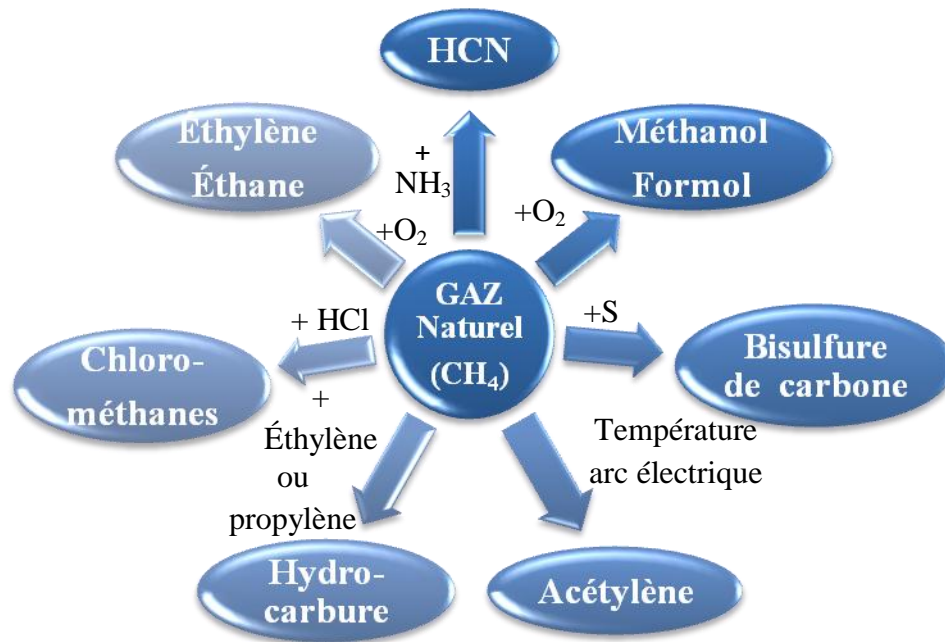 HCN
Éthylène
Éthane
Méthanol
Formol
+
NH₃
+O₂
+O₂
GAZ
Naturel
(CH₄)
+ HCl
+S
Chloro-
méthanes
Bisulfure
de carbone
+
Éthylène
ou
propylène
Température
arc électrique
Hydro-
carbure
Acétylène